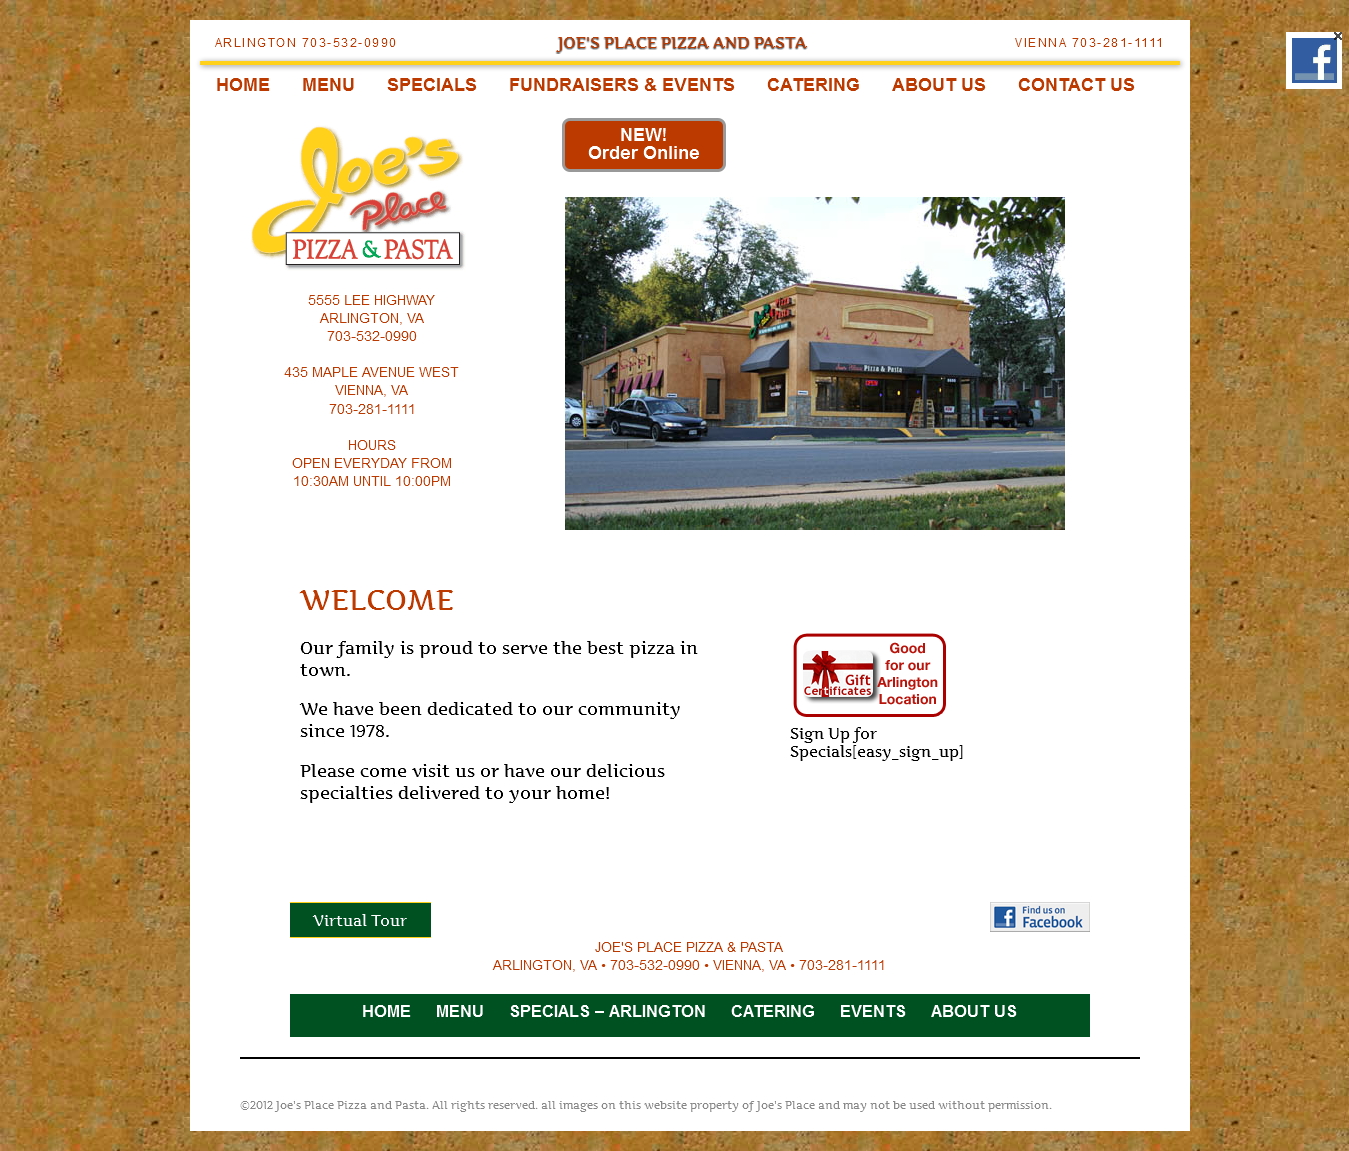 ARLINGTON 703-532-0990
JOE'S PLACE PIZZA AND PASTA
VIENNA 703-281-1111
HOME MENU SPECIALS FUNDRAISERS & EVENTS CATERING ABOUT US CONTACT US
Joe's
Place
PIZZA & PASTA
NEW!
Order Online
5555 LEE HIGHWAY
ARLINGTON, VA
703-532-0990
435 MAPLE AVENUE WEST
VIENNA, VA
703-281-1111
HOURS
OPEN EVERYDAY FROM
10:30AM UNTIL 10:00PM
Pizza & Pasta
OPEN
WELCOME
Our family is proud to serve the best pizza in
town.
We have been dedicated to our community
since 1978.
Please come visit us or have our delicious
specialties delivered to your home!
Gift
Certificates
Good
for our
Arlington
Location
Sign Up for
Specials[easy_sign_up]
Virtual Tour
Find us on
Facebook
JOE'S PLACE PIZZA & PASTA
ARLINGTON, VA • 703-532-0990 • VIENNA, VA • 703-281-1111
HOME MENU SPECIALS – ARLINGTON CATERING EVENTS ABOUT US
©2012 Joe's Place Pizza and Pasta. All rights reserved. all images on this website property of Joe's Place and may not be used without permission.